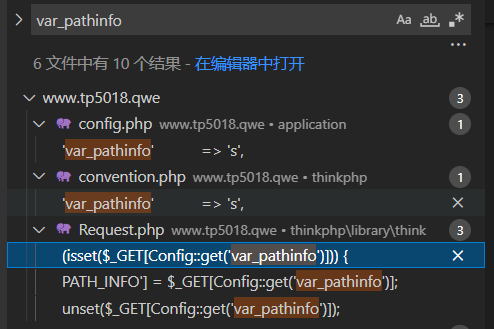 var_pathinfo Aa ab .*
...
6 文件中有 10 个结果 - 在编辑器中打开
www.tp5018.qwe 3
config.php www.tp5018.qwe • application 1
'var_pathinfo' => 's',
convention.php www.tp5018.qwe • thinkphp 1
'var_pathinfo' => 's',
Request.php www.tp5018.qwe • thinkphp\library\think 3
(isset($_GET[Config::get('var_pathinfo')])) {
PATH_INFO'] = $_GET[Config::get('var_pathinfo')];
unset($_GET[Config::get('var_pathinfo')]);